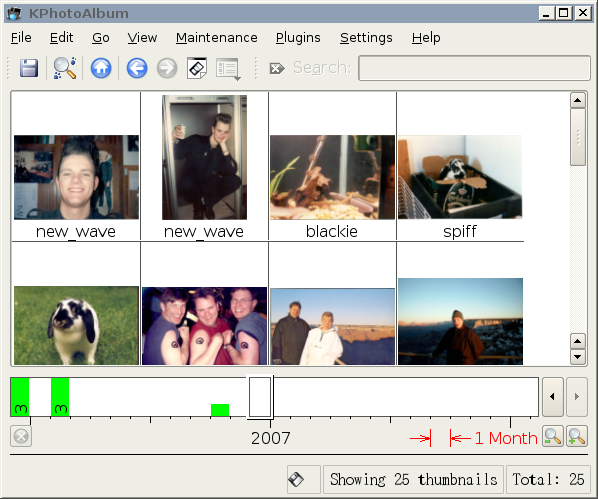 KPhotoAlbum
File Edit Go View Maintenance Plugins Settings Help
Search:
new_wave new_wave blackie spiff
3 3
2007 1 Month
Showing 25 thumbnails Total: 25